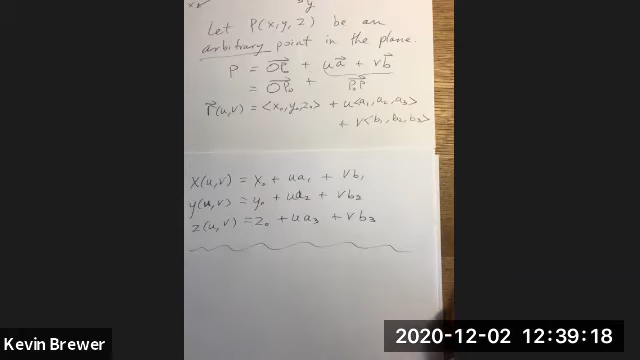 Let P(x,y,z) be an
arbitrary point in the plane.
P = OP + ua + vb
= OP₀ + P₀P
r(u,v) = <x₀,y₀,z₀> + u<a₁,a₂,a₃>
+ v<b₁,b₂,b₃>
x(u,v) = x₀ + ua₁ + vb₁
y(u,v) = y₀ + ua₂ + vb₂
z(u,v) = z₀ + ua₃ + vb₃
Kevin Brewer
2020-12-02 12:39:18